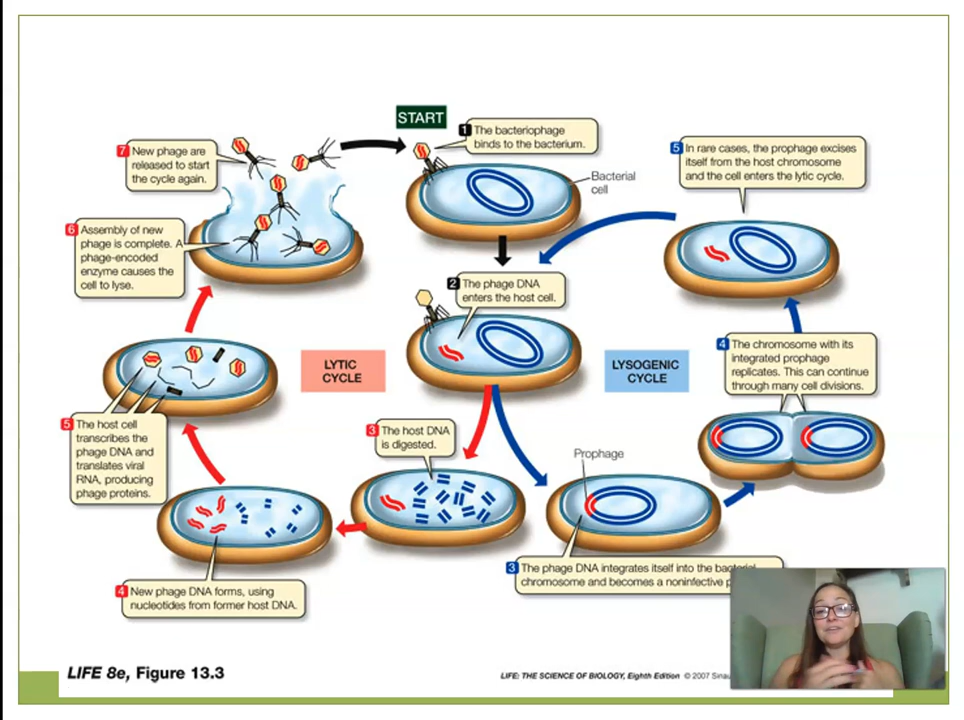 START
1 The bacteriophage
binds to the bacterium.
Bacterial
cell
2 The phage DNA
enters the host cell.
LYTIC
CYCLE
3 The host DNA
is digested.
4 New phage DNA forms, using
nucleotides from former host DNA.
5 The host cell
transcribes the
phage DNA and
translates viral
RNA, producing
phage proteins.
6 Assembly of new
phage is complete. A
phage-encoded
enzyme causes the
cell to lyse.
7 New phage are
released to start
the cycle again.
LYSOGENIC
CYCLE
Prophage
3 The phage DNA integrates itself into the
chromosome and becomes a noninfective
4 The chromosome with its
integrated prophage
replicates. This can continue
through many cell divisions.
5 In rare cases, the prophage excises
itself from the host chromosome
and the cell enters the lytic cycle.
LIFE 8e, Figure 13.3
LIFE: THE SCIENCE OF BIOLOGY, Eighth Edition © 2007